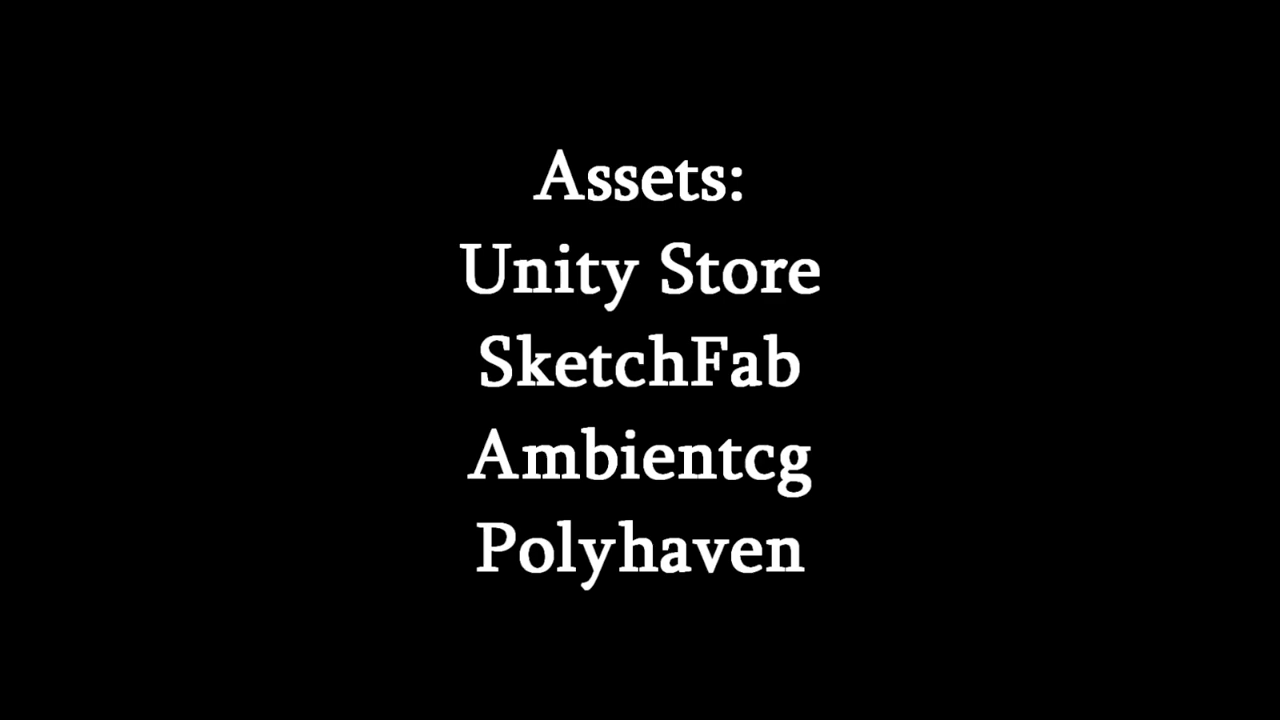 Assets:
Unity Store
SketchFab
Ambientcg
Polyhaven